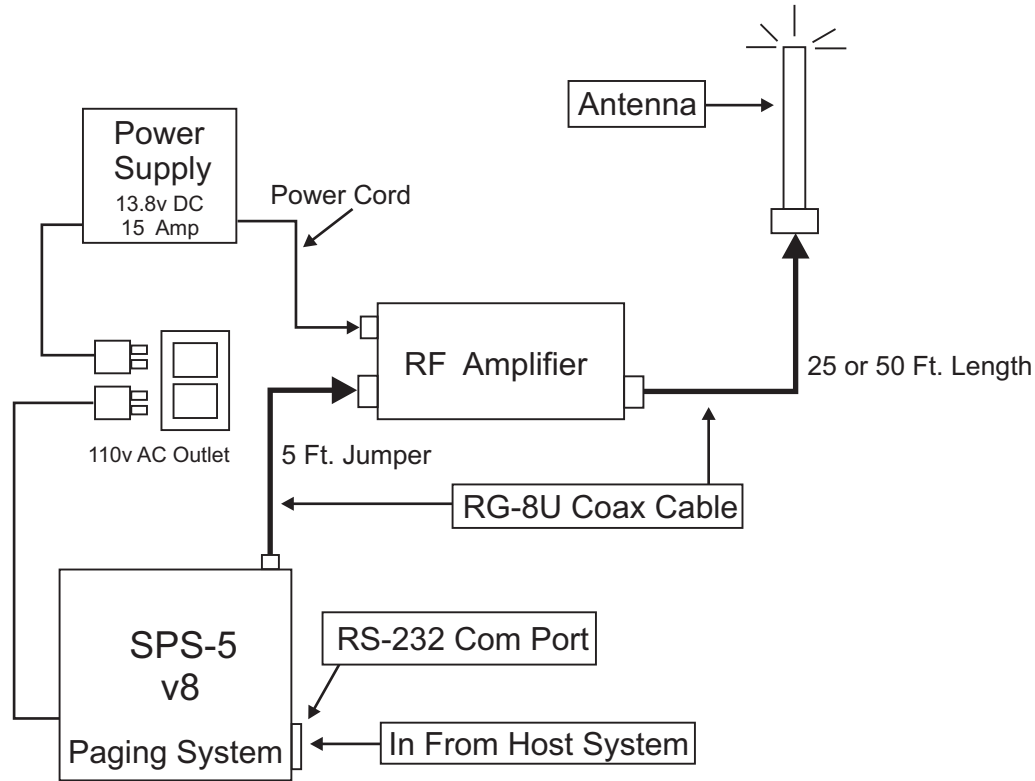 Antenna
Power
Supply
13.8v DC
15 Amp
Power Cord
RF Amplifier
25 or 50 Ft. Length
110v AC Outlet
5 Ft. Jumper
RG-8U Coax Cable
SPS-5
v8
Paging System
RS-232 Com Port
In From Host System